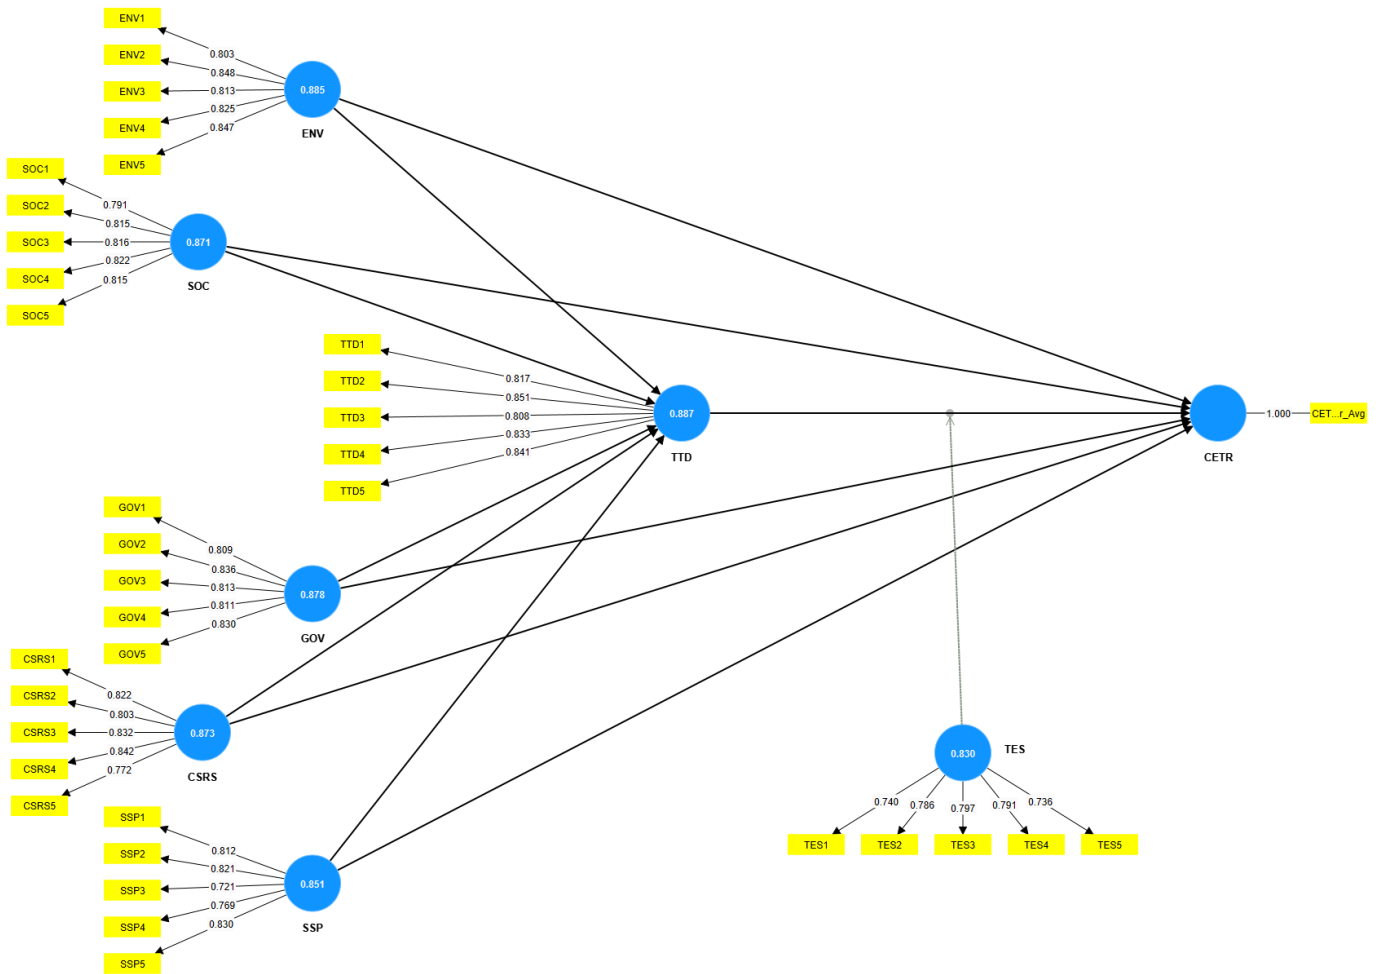 ENV1
ENV2
ENV3
ENV4
ENV5
0.803
0.848
0.813
0.825
0.847
0.885
ENV
SOC1
SOC2
SOC3
SOC4
SOC5
0.791
0.815
0.816
0.822
0.815
0.871
SOC
TTD1
TTD2
TTD3
TTD4
TTD5
0.817
0.851
0.808
0.833
0.841
0.887
TTD
CETR
1.000
CET...r_Avg
GOV1
GOV2
GOV3
GOV4
GOV5
0.809
0.836
0.813
0.811
0.830
0.878
GOV
CSRS1
CSRS2
CSRS3
CSRS4
CSRS5
0.822
0.803
0.832
0.842
0.772
0.873
CSRS
SSP1
SSP2
SSP3
SSP4
SSP5
0.812
0.821
0.721
0.769
0.830
0.851
SSP
0.830
TES
0.740
0.786
0.797
0.791
0.736
TES1
TES2
TES3
TES4
TES5